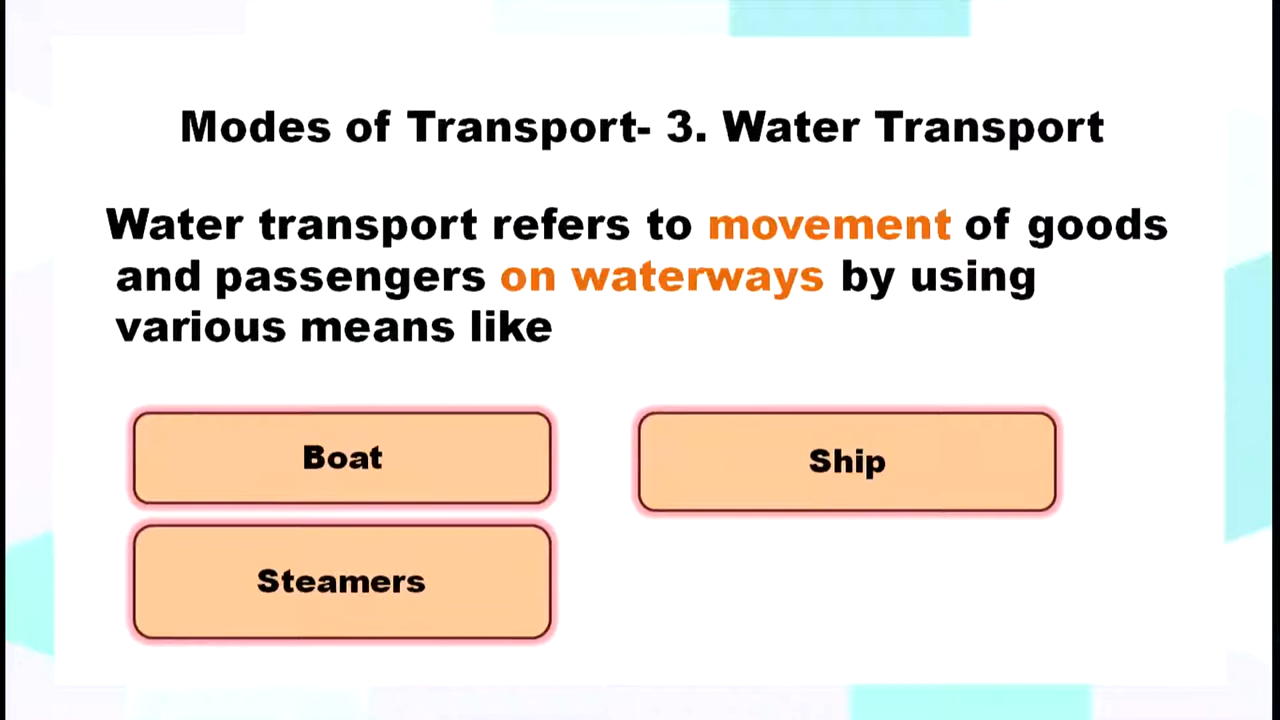 Modes of Transport- 3. Water Transport
Water transport refers to movement of goods
and passengers on waterways by using
various means like
Boat
Ship
Steamers